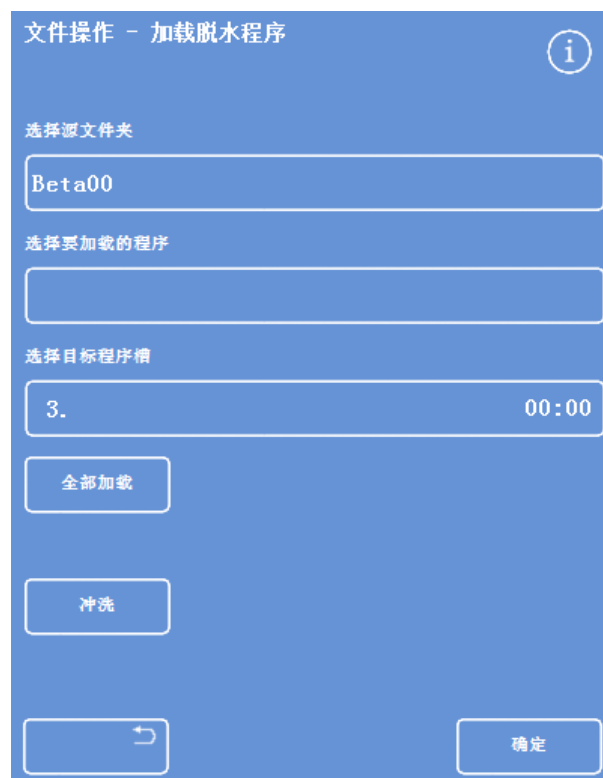 文件操作 - 加载脱水程序
i
选择源文件夹
Beta00
选择要加载的程序
选择目标程序槽
3. 00:00
全部加载
冲洗
确定